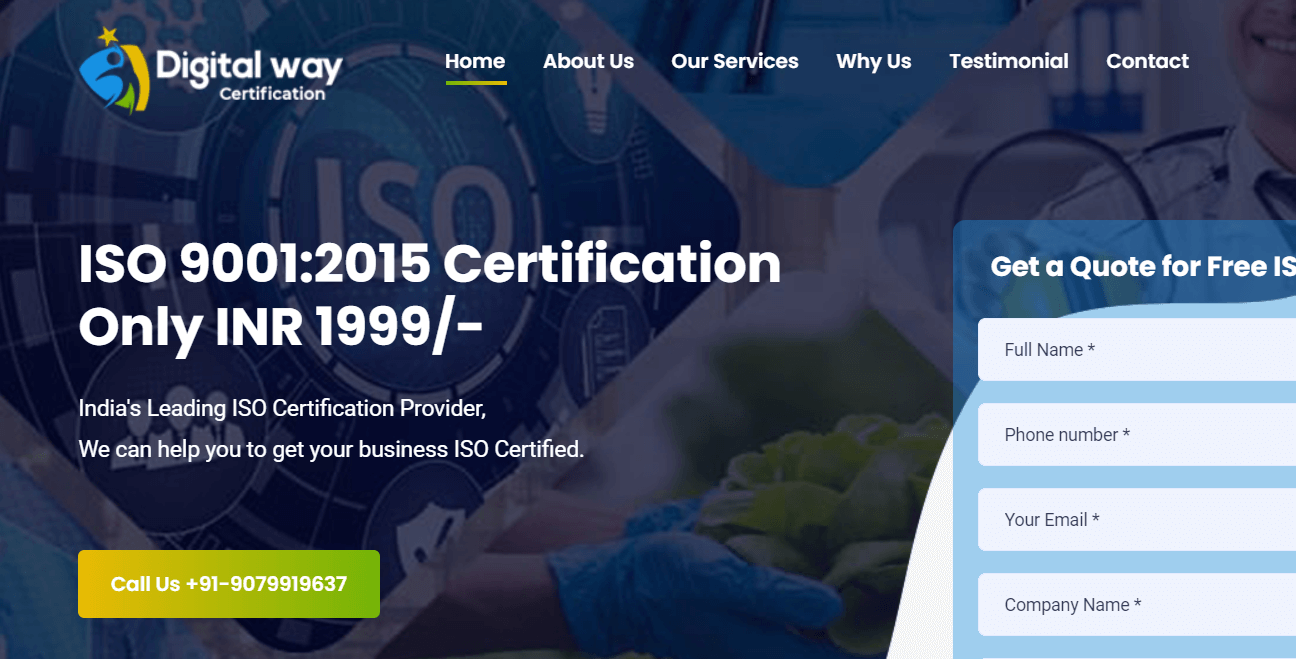 Digital way
Certification
Home
About Us
Our Services
Why Us
Testimonial
Contact
ISO
ISO 9001:2015 Certification
Only INR 1999/-
India's Leading ISO Certification Provider,
We can help you to get your business ISO Certified.
Call Us +91-9079919637
Get a Quote for Free IS
Full Name *
Phone number *
Your Email *
Company Name *